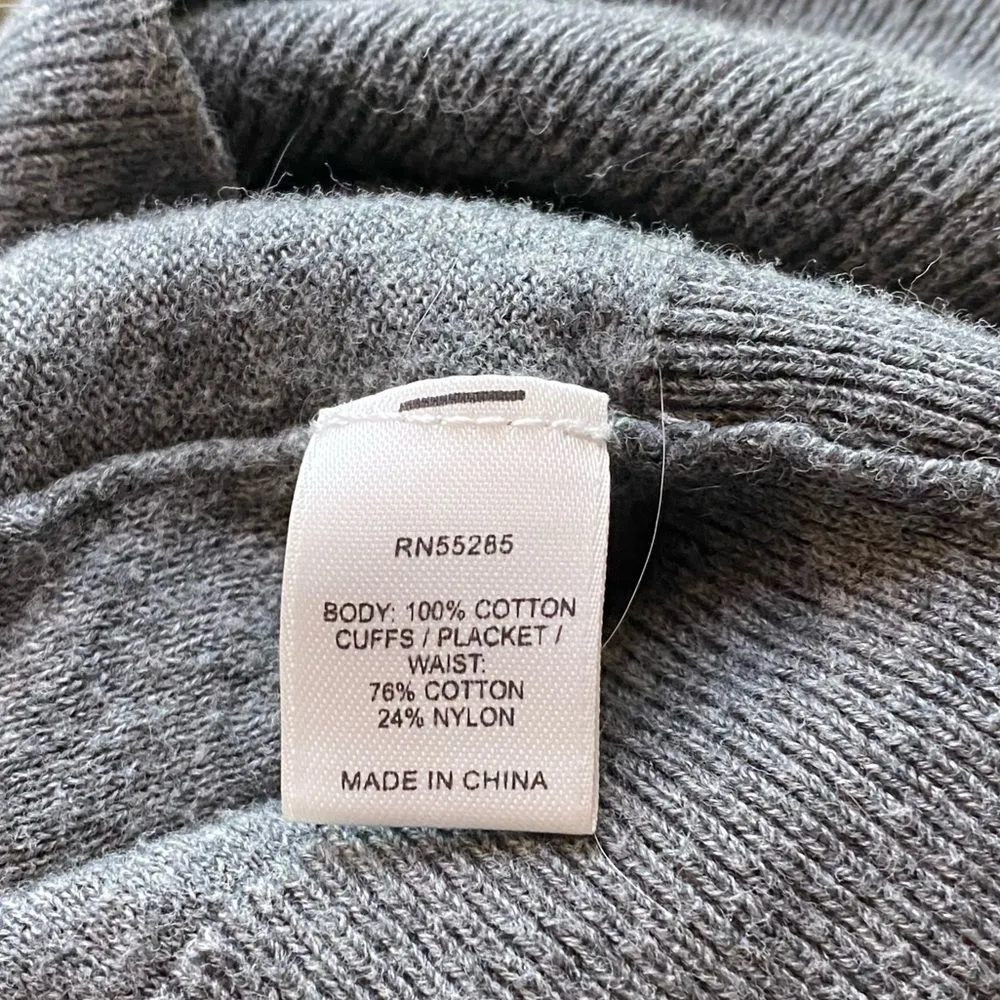 RN55285
BODY: 100% COTTON
CUFFS / PLACKET /
WAIST:
76% COTTON
24% NYLON
MADE IN CHINA